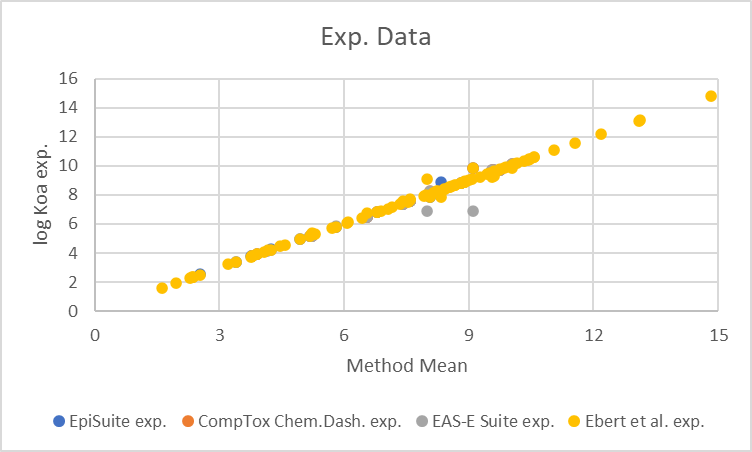 Exp. Data
log Koa exp.
16
14
12
10
8
6
4
2
0
0 3 6 9 12 15
Method Mean
EpiSuite exp. CompTox Chem.Dash. exp. EAS-E Suite exp. Ebert et al. exp.